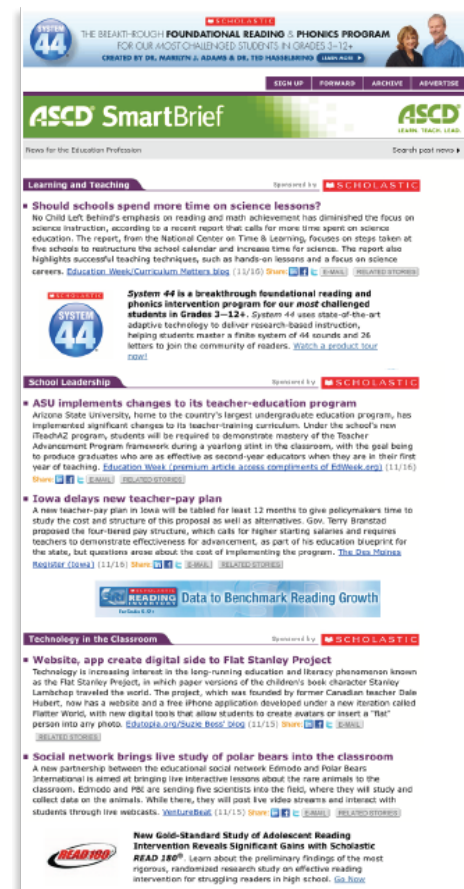 SCHOLASTIC
SYSTEM 44
THE BREAKTH-ROUGH FOUNDATIONAL READING & PHONICS PROGRAM
FOR OUR MOST CHALLENGED STUDENTS IN GRADES 3–12+
CREATED BY DR. MARILYN J. ADAMS & DR. TED HASSELBRING LEARN MORE
SIGN UP FORWARD ARCHIVE ADVERTISE
ASCD SmartBrief
ASCD
LEARN. TEACH. LEAD.
News for the Education Profession Search past news
Learning and Teaching Sponsored by SCHOLASTIC
Should schools spend more time on science lessons?
No Child Left Behind's emphasis on reading and math achievement has diminished the focus on
science instruction, according to a recent report that calls for more time spent on science
education. The report, from the National Center on Time & Learning, focuses on steps taken at
five schools to restructure the school calendar and increase time for science. The report also
highlights successful teaching techniques, such as hands-on lessons and a focus on science
careers. Education Week/Curriculum Matters blog (11/16) Share: E-MAIL RELATED STORIES
SCHOLASTIC
SYSTEM 44
System 44 is a breakthrough foundational reading and
phonics intervention program for our most challenged
students in Grades 3—12+. System 44 uses state-of-the-art
adaptive technology to deliver research-based instruction,
helping students master a finite system of 44 sounds and 26
letters to join the community of readers. Watch a product tour
now!
School Leadership Sponsored by SCHOLASTIC
ASU implements changes to its teacher-education program
Arizona State University, home to the country's largest undergraduate education program, has
implemented significant changes to its teacher-training curriculum. Under the school's new
iTeachAZ program, students will be required to demonstrate mastery of the Teacher
Advancement Program framework during a yearlong stint in the classroom, with the goal being
to produce graduates who are as effective as second-year educators when they are in their first
year of teaching. Education Week (premium article access compliments of EdWeek.org) (11/16)
Share: E-MAIL RELATED STORIES
Iowa delays new teacher-pay plan
A new teacher-pay plan in Iowa will be tabled for least 12 months to give policymakers time to
study the cost and structure of this proposal as well as alternatives. Gov. Terry Branstad
proposed the four-tiered pay structure, which calls for higher starting salaries and requires
teachers to demonstrate effectiveness for advancement, as part of his education blueprint for
the state, but questions arose about the cost of implementing the program. The Des Moines
Register (Iowa) (11/16) Share: E-MAIL RELATED STORIES
SCHOLASTIC
SRI READING INVENTORY Data to Benchmark Reading Growth
Technology in the Classroom Sponsored by SCHOLASTIC
Website, app create digital side to Flat Stanley Project
Technology is increasing interest in the long-running education and literacy phenomenon known
as the Flat Stanley Project, in which paper versions of the children's book character Stanley
Lambchop traveled the world. The project, which was founded by former Canadian teacher Dale
Hubert, now has a website and a free iPhone application developed under a new iteration called
Flatter World, with new digital tools that allow students to create avatars or insert a "flat"
person into any photo. Edutopia.org/Suzie Boss' blog (11/15) Share: E-MAIL
RELATED STORIES
Social network brings live study of polar bears into the classroom
A new partnership between the educational social network Edmodo and Polar Bears
International is aimed at bringing live interactive lessons about the rare animals to the
classroom. Edmodo and PBI are sending five scientists into the field, where they will study and
collect data on the animals. While there, they will post live video streams and interact with
students through live webcasts. VentureBeat (11/15) Share: E-MAIL RELATED STORIES
READ180
New Gold-Standard Study of Adolescent Reading
Intervention Reveals Significant Gains with Scholastic
READ 180®. Learn about the preliminary findings of the most
rigorous, randomized research study on effective reading
intervention for struggling readers in high school. Go Now